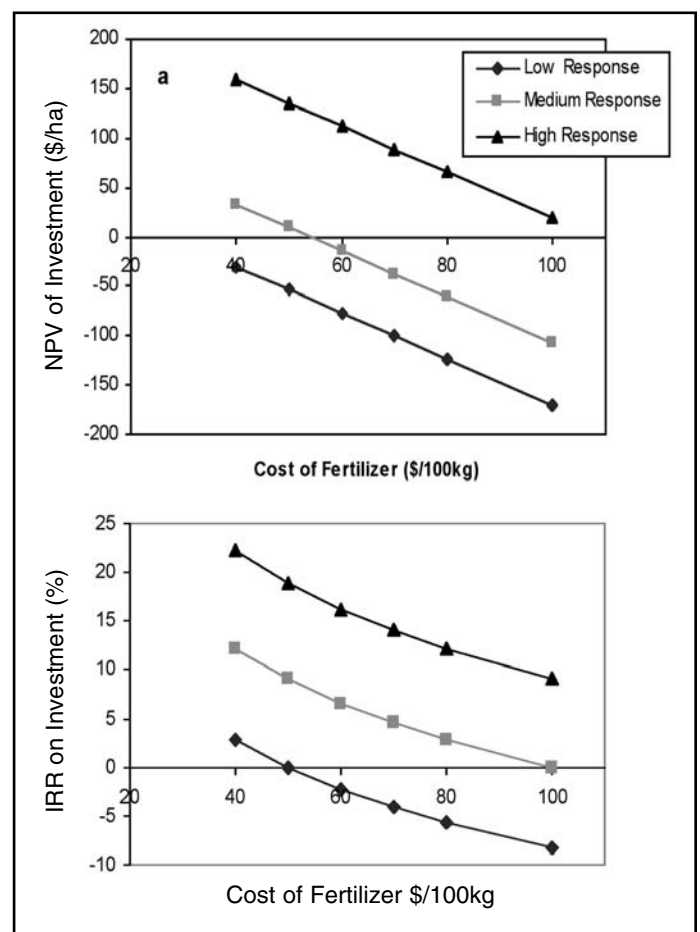 200
150
100
50
0
-50
-100
-150
-200
a
Low Response
Medium Response
High Response
20 40 60 80 100
NPV of Investment ($/ha)
Cost of Fertilizer ($/100kg)
25
20
15
10
5
0
-5
-10
20 40 60 80 100
IRR on Investment (%)
Cost of Fertilizer $/100kg